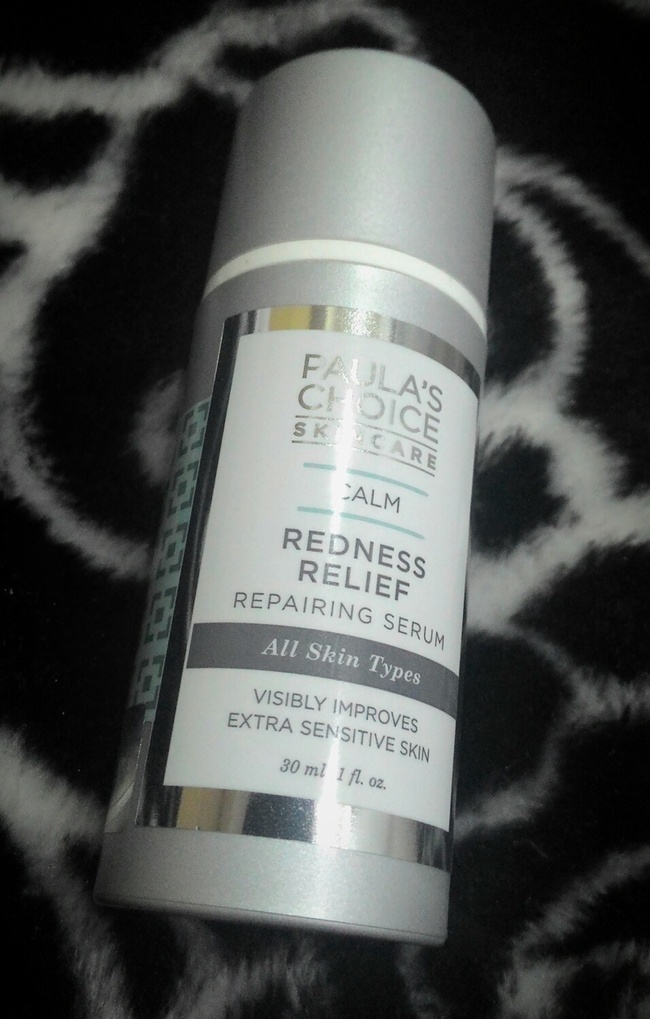 PAULA'S
CHOICE
SKINCARE
CALM
REDNESS
RELIEF
REPAIRING SERUM
All Skin Types
VISIBLY IMPROVES
EXTRA SENSITIVE SKIN
30 ml 1 fl. oz.